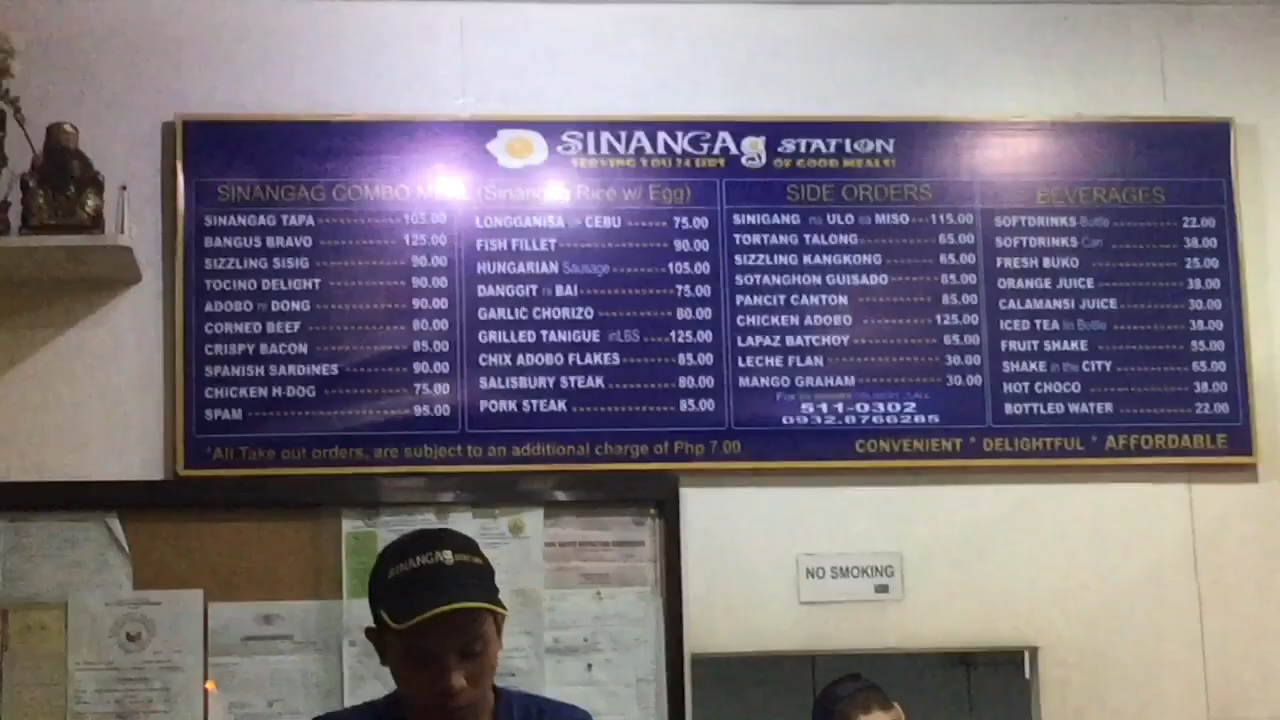 SINANGAg STATION
SERVING YOU 24 HRS OF GOOD MEALS!
SINANGAG COMBO (Sinangag Rice w/ Egg)
SINANGAG TAPA 105.00
BANGUS BRAVO 125.00
SIZZLING SISIG 90.00
TOCINO DELIGHT 90.00
ADOBO ni DONG 90.00
CORNED BEEF 80.00
CRISPY BACON 85.00
SPANISH SARDINES 90.00
CHICKEN H-DOG 75.00
SPAM 95.00
LONGGANISA CEBU 75.00
FISH FILLET 90.00
HUNGARIAN Sausage 105.00
DANGGIT ni BAI 75.00
GARLIC CHORIZO 80.00
GRILLED TANIGUE inLBS 125.00
CHIX ADOBO FLAKES 85.00
SALISBURY STEAK 80.00
PORK STEAK 85.00
SIDE ORDERS
SINIGANG na ULO sa MISO 115.00
TORTANG TALONG 65.00
SIZZLING KANGKONG 65.00
SOTANGHON GUISADO 85.00
PANCIT CANTON 85.00
CHICKEN ADOBO 125.00
LAPAZ BATCHOY 65.00
LECHE FLAN 30.00
MANGO GRAHAM 30.00
511-0302
0932.8766285
BEVERAGES
SOFTDRINKS Bottle 22.00
SOFTDRINKS Can 38.00
FRESH BUKO 25.00
ORANGE JUICE 38.00
CALAMANSI JUICE 30.00
ICED TEA in Bottle 38.00
FRUIT SHAKE 55.00
SHAKE in the CITY 65.00
HOT CHOCO 38.00
BOTTLED WATER 22.00
*All Take out orders, are subject to an additional charge of Php 7.00
CONVENIENT * DELIGHTFUL * AFFORDABLE
SINANGAg
NO SMOKING